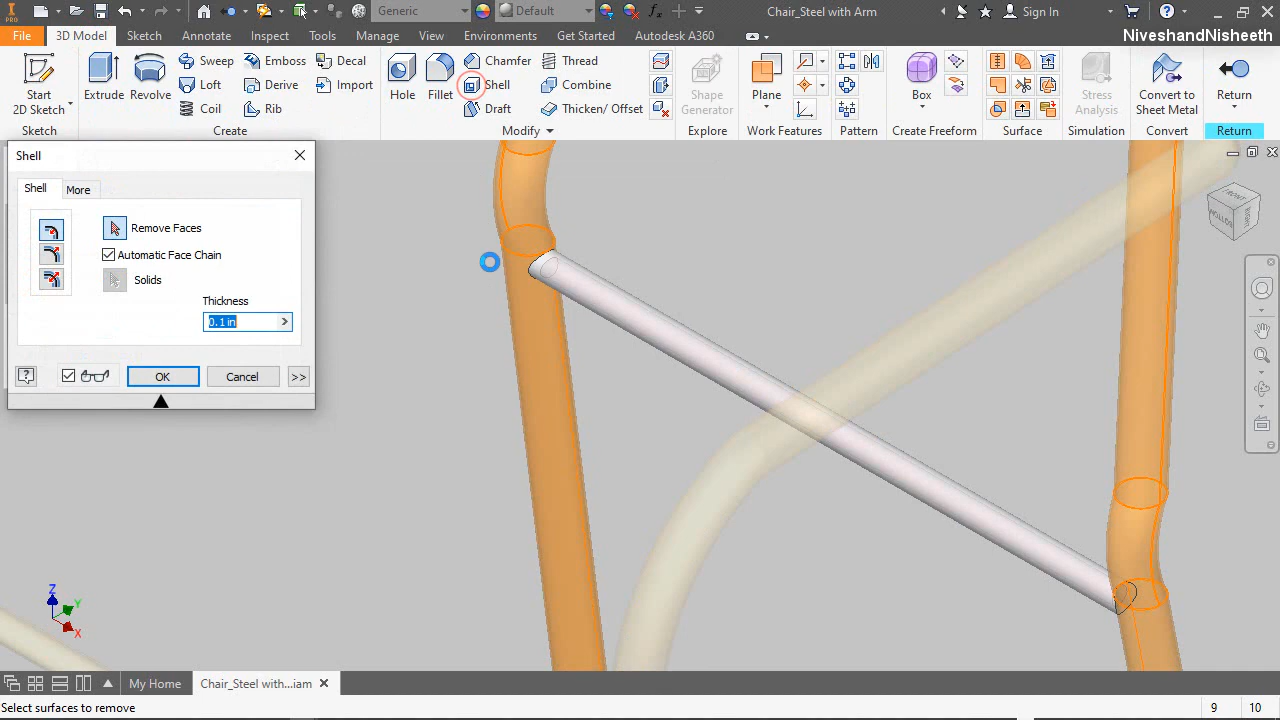 Generic
Default
Chair_Steel with Arm
Sign In
PRO
File
3D Model
Sketch
Annotate
Inspect
Tools
Manage
View
Environments
Get Started
Autodesk A360
NiveshandNisheeth
Start
2D Sketch
Extrude
Revolve
Sweep
Loft
Coil
Emboss
Derive
Rib
Decal
Import
Hole
Fillet
Chamfer
Shell
Draft
Thread
Combine
Thicken/ Offset
Shape
Generator
Plane
Box
Stress
Analysis
Convert to
Sheet Metal
Return
Sketch
Create
Modify
Explore
Work Features
Pattern
Create Freeform
Surface
Simulation
Convert
Return
Shell
Shell
More
Remove Faces
Automatic Face Chain
Solids
Thickness
0.1 in
OK
Cancel
>>
FRONT
BOTTOM
Z
Y
X
My Home
Chair_Steel with...iam
Select surfaces to remove
9
10